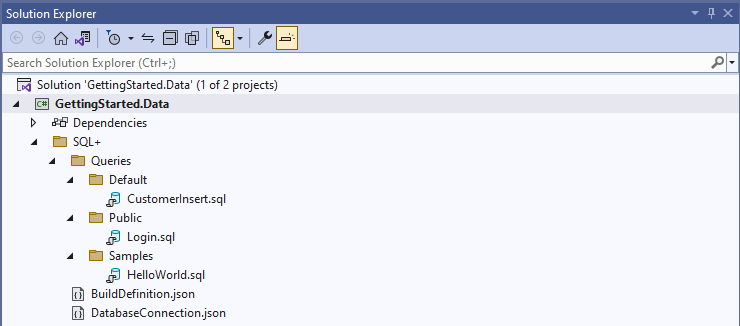 Solution Explorer
Search Solution Explorer (Ctrl+;)
Solution 'GettingStarted.Data' (1 of 2 projects)
C# GettingStarted.Data
Dependencies
SQL+
Queries
Default
CustomerInsert.sql
Public
Login.sql
Samples
HelloWorld.sql
BuildDefinition.json
DatabaseConnection.json